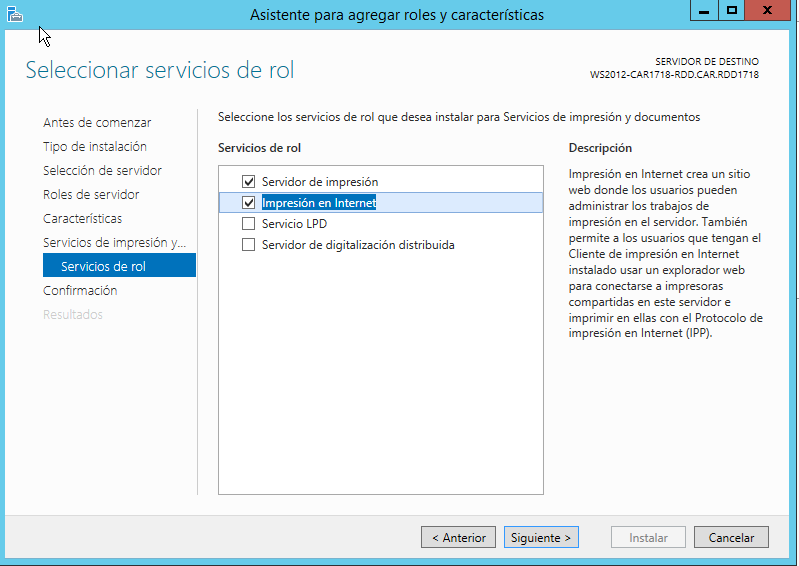 Asistente para agregar roles y características
Seleccionar servicios de rol
SERVIDOR DE DESTINO
WS2012-CAR1718-RDD.CAR.RDD1718
Antes de comenzar
Tipo de instalación
Selección de servidor
Roles de servidor
Características
Servicios de impresión y...
Servicios de rol
Confirmación
Resultados
Seleccione los servicios de rol que desea instalar para Servicios de impresión y documentos
Servicios de rol
Servidor de impresión
Impresión en Internet
Servicio LPD
Servidor de digitalización distribuida
Descripción
Impresión en Internet crea un sitio
web donde los usuarios pueden
administrar los trabajos de
impresión en el servidor. También
permite a los usuarios que tengan el
Cliente de impresión en Internet
instalado usar un explorador web
para conectarse a impresoras
compartidas en este servidor e
imprimir en ellas con el Protocolo de
impresión en Internet (IPP).
< Anterior
Siguiente >
Instalar
Cancelar